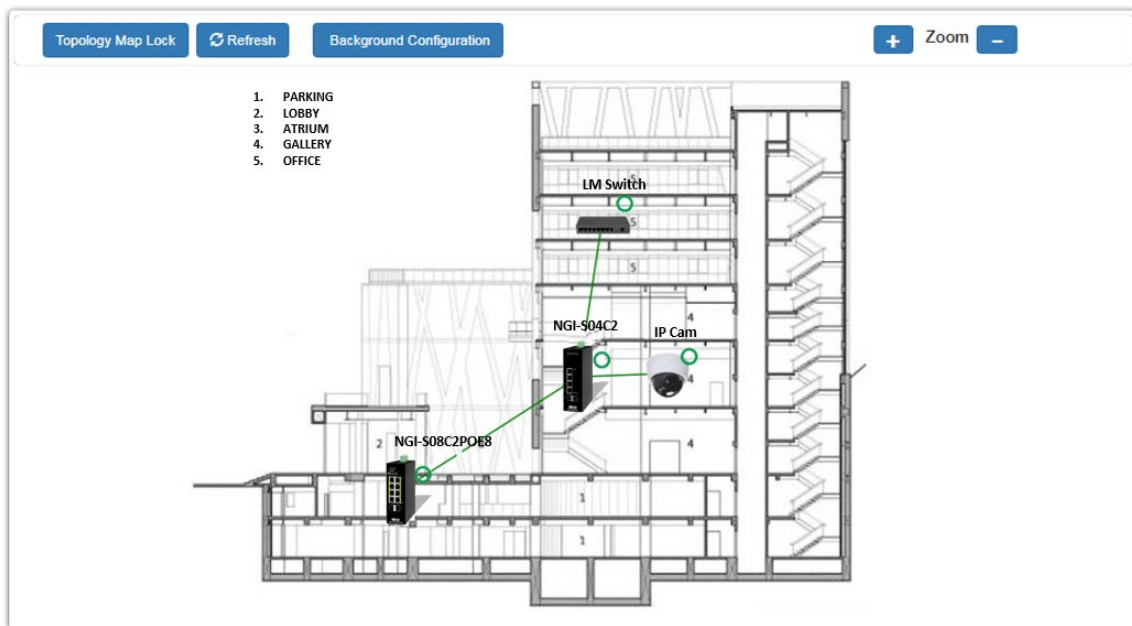 Topology Map Lock Refresh Background Configuration + Zoom −
1. PARKING
2. LOBBY
3. ATRIUM
4. GALLERY
5. OFFICE
LM Switch
5
5
5
4
NGI-S04C2 IP Cam
4
2 NGI-S08C2POE8 4
1
1